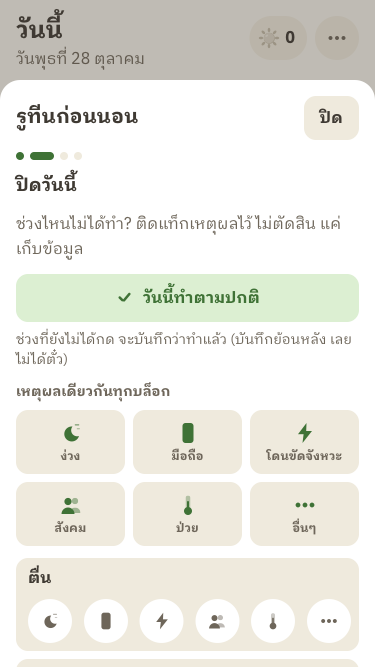 วันนี้
วันพุธที่ 28 ตุลาคม
0
รูทีนก่อนนอน
ปิด
ปิดวันนี้
ช่วงไหนไม่ได้ทำ? ติดแท็กเหตุผลไว้ ไม่ตัดสิน แค่
เก็บข้อมูล
วันนี้ทำตามปกติ
ช่วงที่ยังไม่ได้กด จะบันทึกว่าทำแล้ว (บันทึกย้อนหลัง เลย
ไม่ได้ตั๋ว)
เหตุผลเดียวกันทุกบล็อก
ง่วง
มือถือ
โดนขัดจังหวะ
สังคม
ป่วย
อื่นๆ
ตื่น